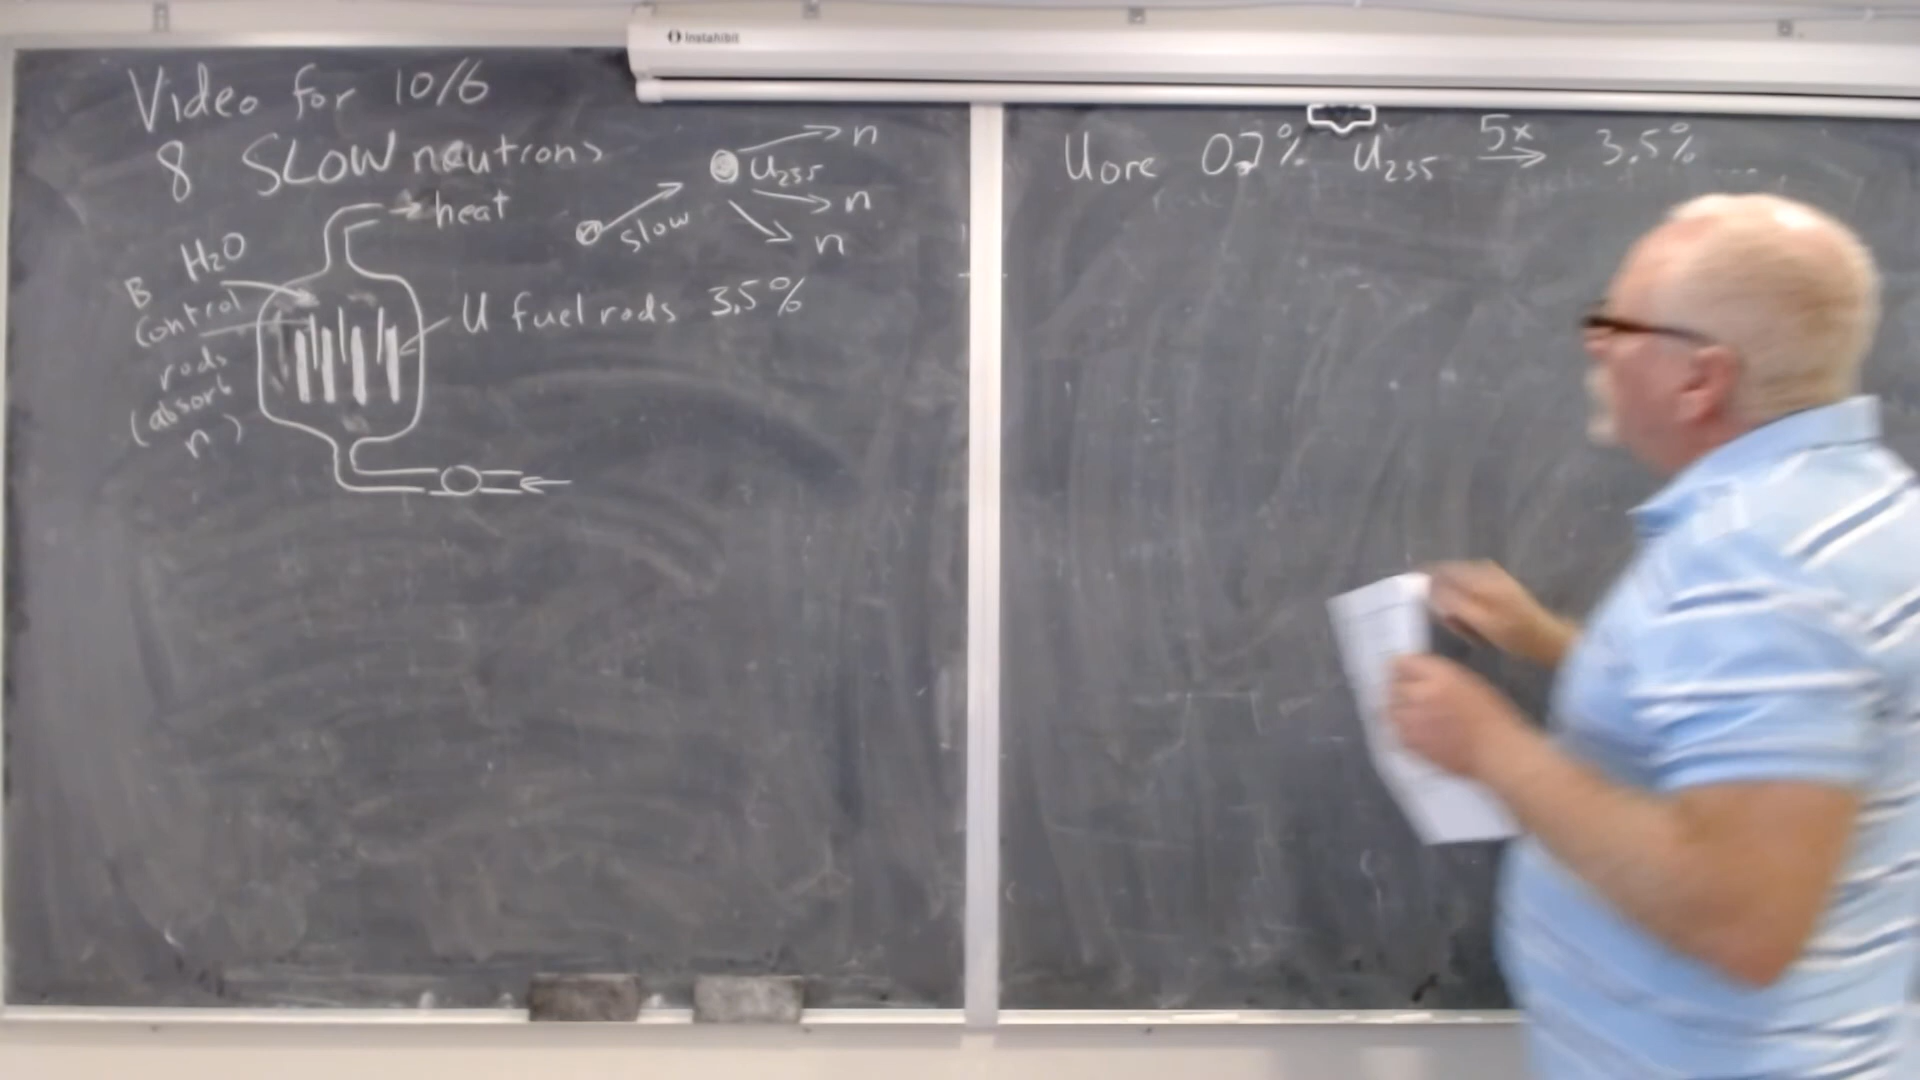 Instahibit
Video for 10/6
8 SLOW neutrons
heat
H₂O
B
Control
rods
(absorb
n)
U fuel rods 3.5%
slow
U₂₃₅
n
n
n
U ore 0.7% U₂₃₅ 5x → 3.5%